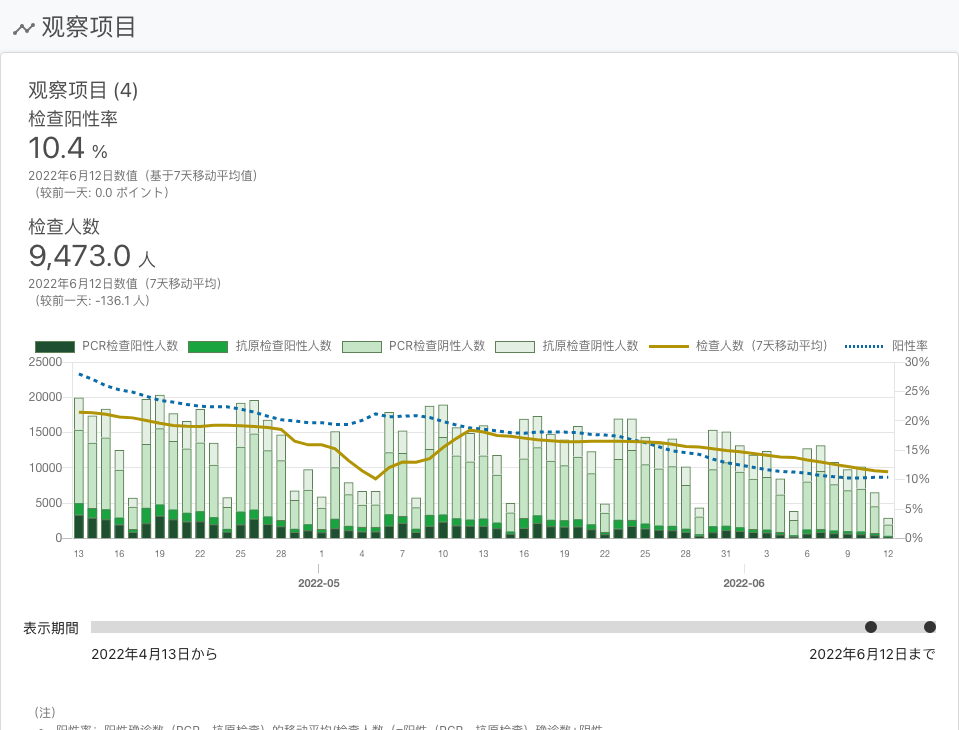 观察项目
观察项目 (4)
检查阳性率
10.4 %
2022年6月12日数值（基于7天移动平均值）
（较前一天: 0.0 ポイント）
检查人数
9,473.0 人
2022年6月12日数值（7天移动平均）
（较前一天: -136.1 人）
PCR检查阳性人数 抗原检查阳性人数 PCR检查阴性人数 抗原检查阴性人数 检查人数（7天移动平均） 阳性率
25000 30%
25%
20000
20%
15000
15%
10000
10%
5000
5%
0 0%
13 16 19 22 25 28 1 4 7 10 13 16 19 22 25 28 31 3 6 9 12
2022-05 2022-06
表示期間
2022年4月13日から 2022年6月12日まで
（注）